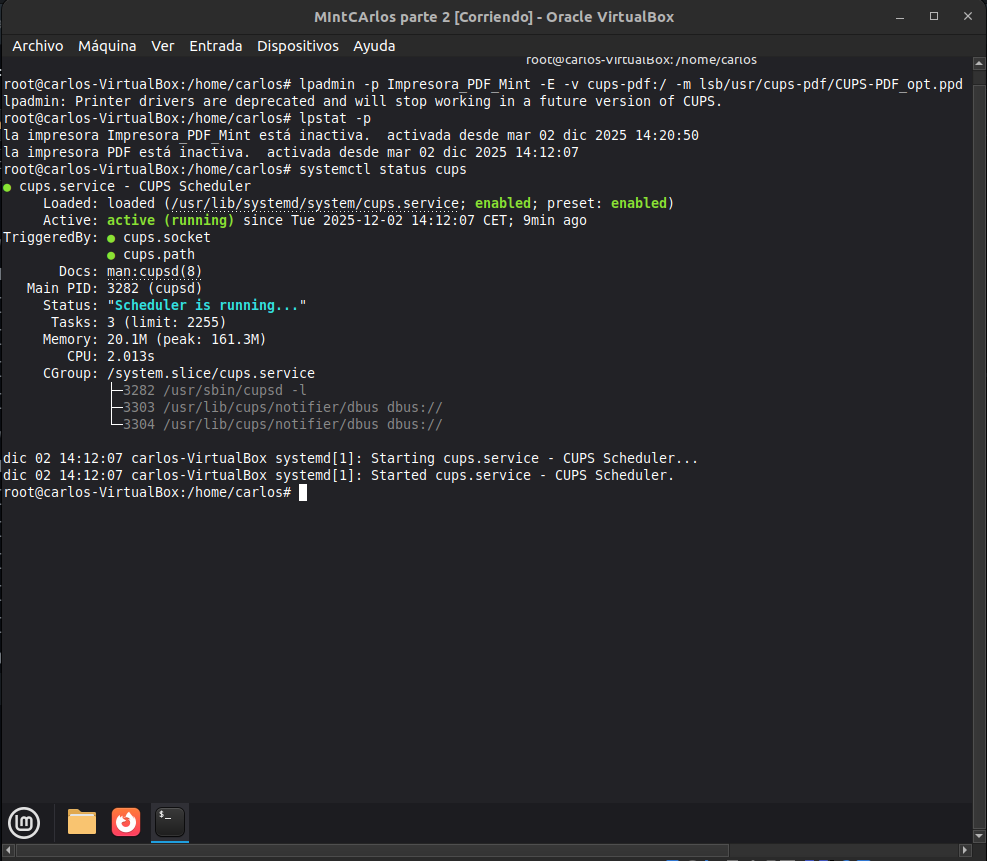 MIntCArlos parte 2 [Corriendo] - Oracle VirtualBox
Archivo Máquina Ver Entrada Dispositivos Ayuda
root@carlos-VirtualBox:/home/carlos
root@carlos-VirtualBox:/home/carlos# lpadmin -p Impresora_PDF_Mint -E -v cups-pdf:/ -m lsb/usr/cups-pdf/CUPS-PDF_opt.ppd
lpadmin: Printer drivers are deprecated and will stop working in a future version of CUPS.
root@carlos-VirtualBox:/home/carlos# lpstat -p
la impresora Impresora_PDF_Mint está inactiva.  activada desde mar 02 dic 2025 14:20:50
la impresora PDF está inactiva.  activada desde mar 02 dic 2025 14:12:07
root@carlos-VirtualBox:/home/carlos# systemctl status cups
● cups.service - CUPS Scheduler
     Loaded: loaded (/usr/lib/systemd/system/cups.service; enabled; preset: enabled)
     Active: active (running) since Tue 2025-12-02 14:12:07 CET; 9min ago
TriggeredBy: ● cups.socket
             ● cups.path
       Docs: man:cupsd(8)
   Main PID: 3282 (cupsd)
     Status: "Scheduler is running..."
      Tasks: 3 (limit: 2255)
     Memory: 20.1M (peak: 161.3M)
        CPU: 2.013s
     CGroup: /system.slice/cups.service
             ├─3282 /usr/sbin/cupsd -l
             ├─3303 /usr/lib/cups/notifier/dbus dbus://
             └─3304 /usr/lib/cups/notifier/dbus dbus://
dic 02 14:12:07 carlos-VirtualBox systemd[1]: Starting cups.service - CUPS Scheduler...
dic 02 14:12:07 carlos-VirtualBox systemd[1]: Started cups.service - CUPS Scheduler.
root@carlos-VirtualBox:/home/carlos#
$_